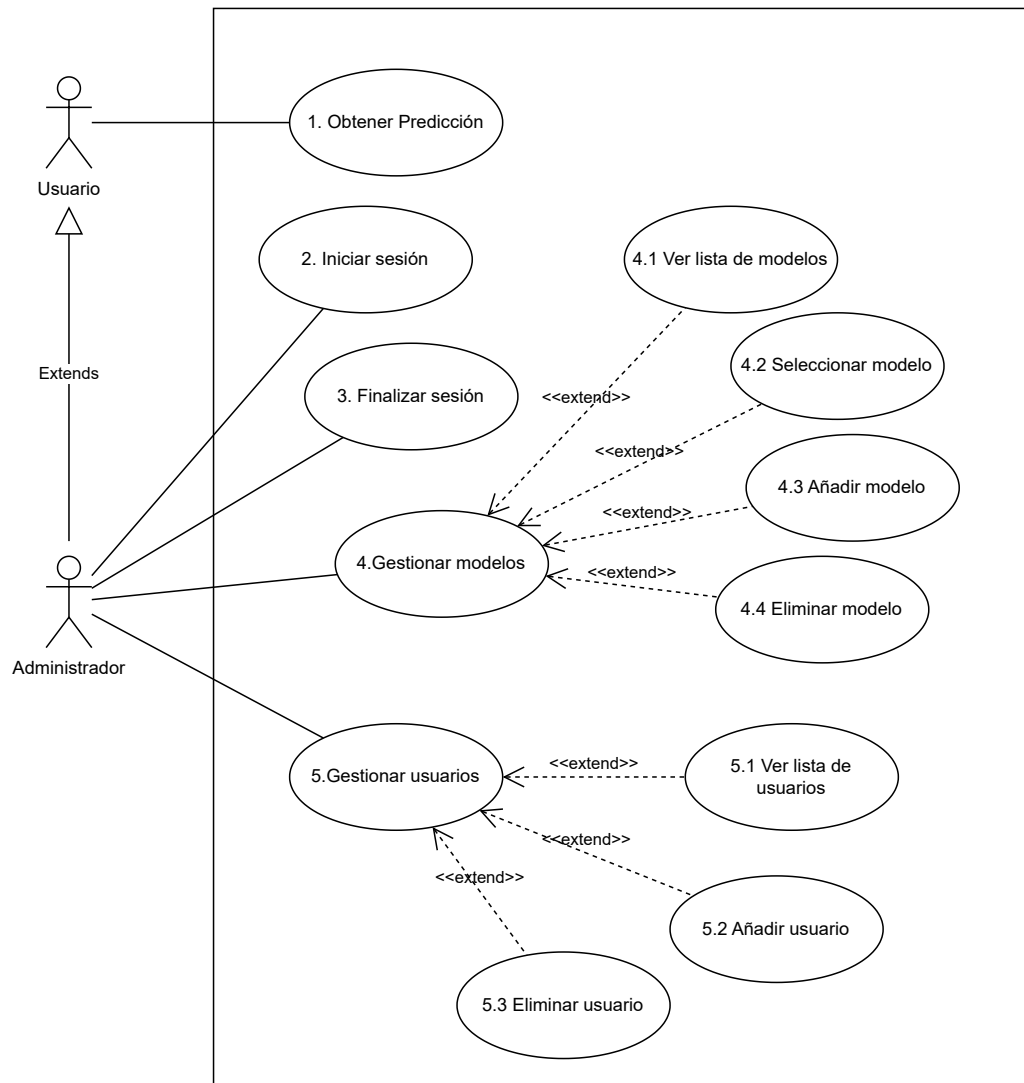 1. Obtener Predicción
Usuario
2. Iniciar sesión
4.1 Ver lista de modelos
4.2 Seleccionar modelo
Extends
3. Finalizar sesión
<<extend>>
<<extend>>
4.3 Añadir modelo
<<extend>>
4.Gestionar modelos
<<extend>>
4.4 Eliminar modelo
Administrador
<<extend>>
5.1 Ver lista de
usuarios
5.Gestionar usuarios
<<extend>>
<<extend>>
5.2 Añadir usuario
5.3 Eliminar usuario